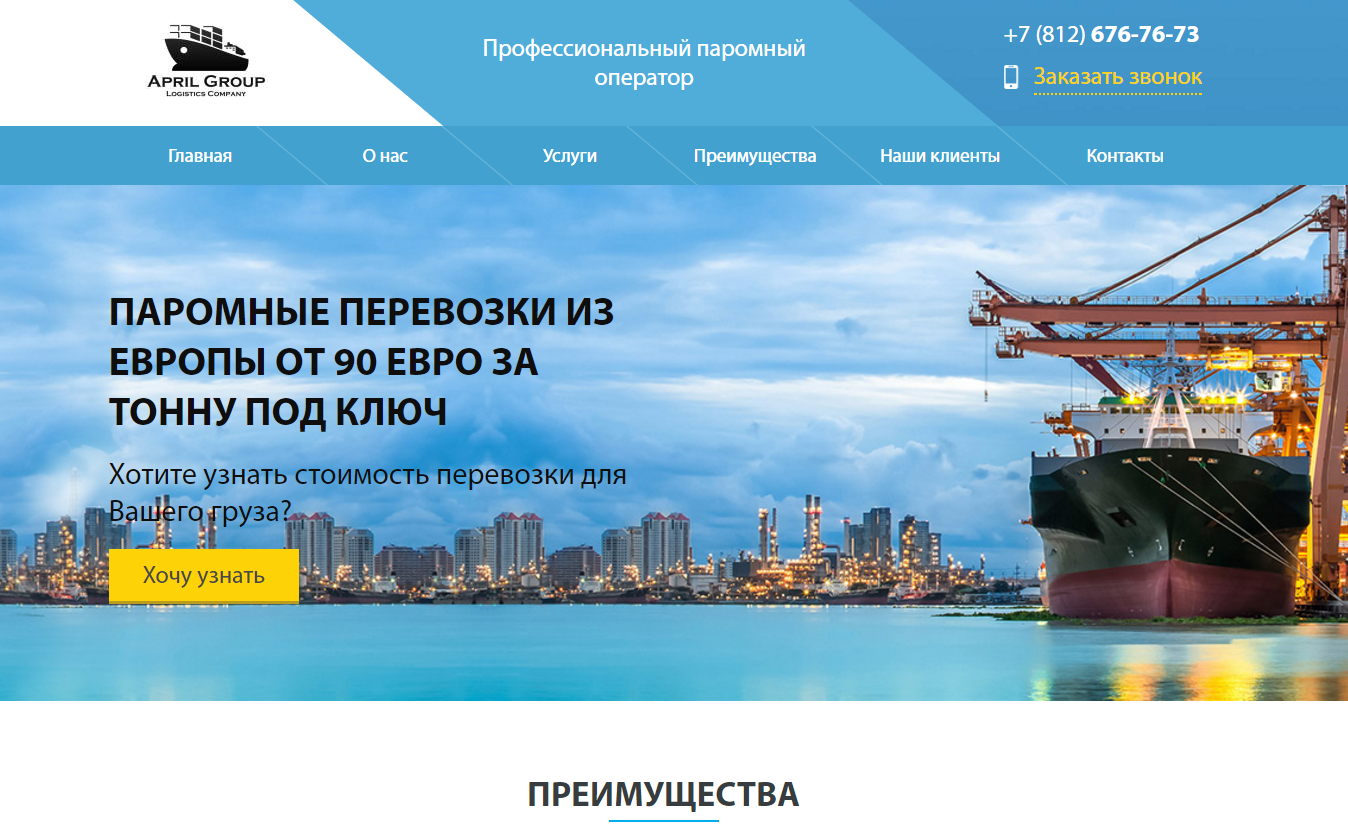 April Group
Logistics Company
Профессиональный паромный
оператор
+7 (812) 676-76-73
Заказать звонок
Главная
О нас
Услуги
Преимущества
Наши клиенты
Контакты
ПАРОМНЫЕ ПЕРЕВОЗКИ ИЗ
ЕВРОПЫ ОТ 90 ЕВРО ЗА
ТОННУ ПОД КЛЮЧ
Хотите узнать стоимость перевозки для
Вашего груза?
Хочу узнать
ПРЕИМУЩЕСТВА